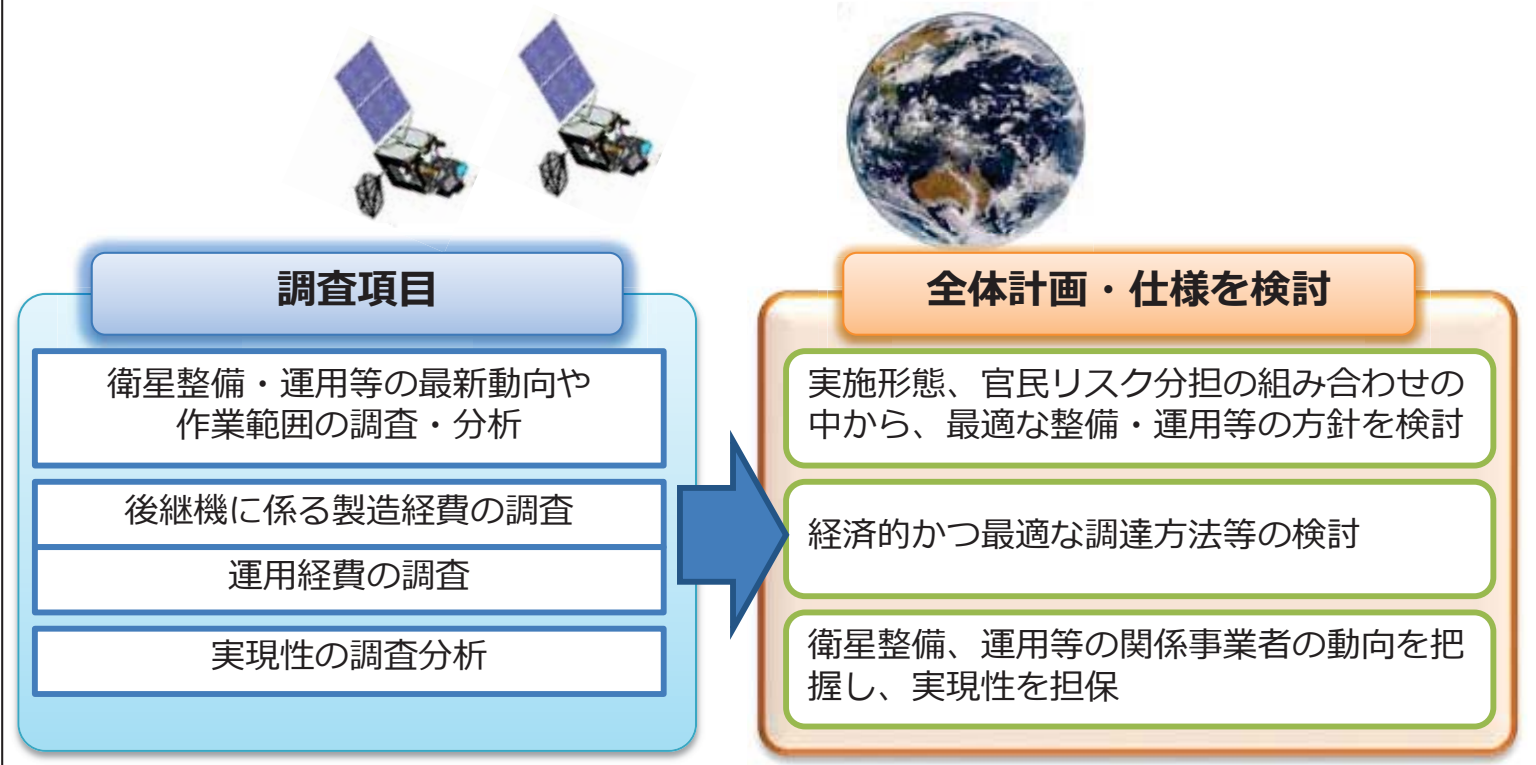 調査項目
衛星整備・運用等の最新動向や
作業範囲の調査・分析
後継機に係る製造経費の調査
運用経費の調査
実現性の調査分析
全体計画・仕様を検討
実施形態、官民リスク分担の組み合わせの
中から、最適な整備・運用等の方針を検討
経済的かつ最適な調達方法等の検討
衛星整備、運用等の関係事業者の動向を把
握し、実現性を担保